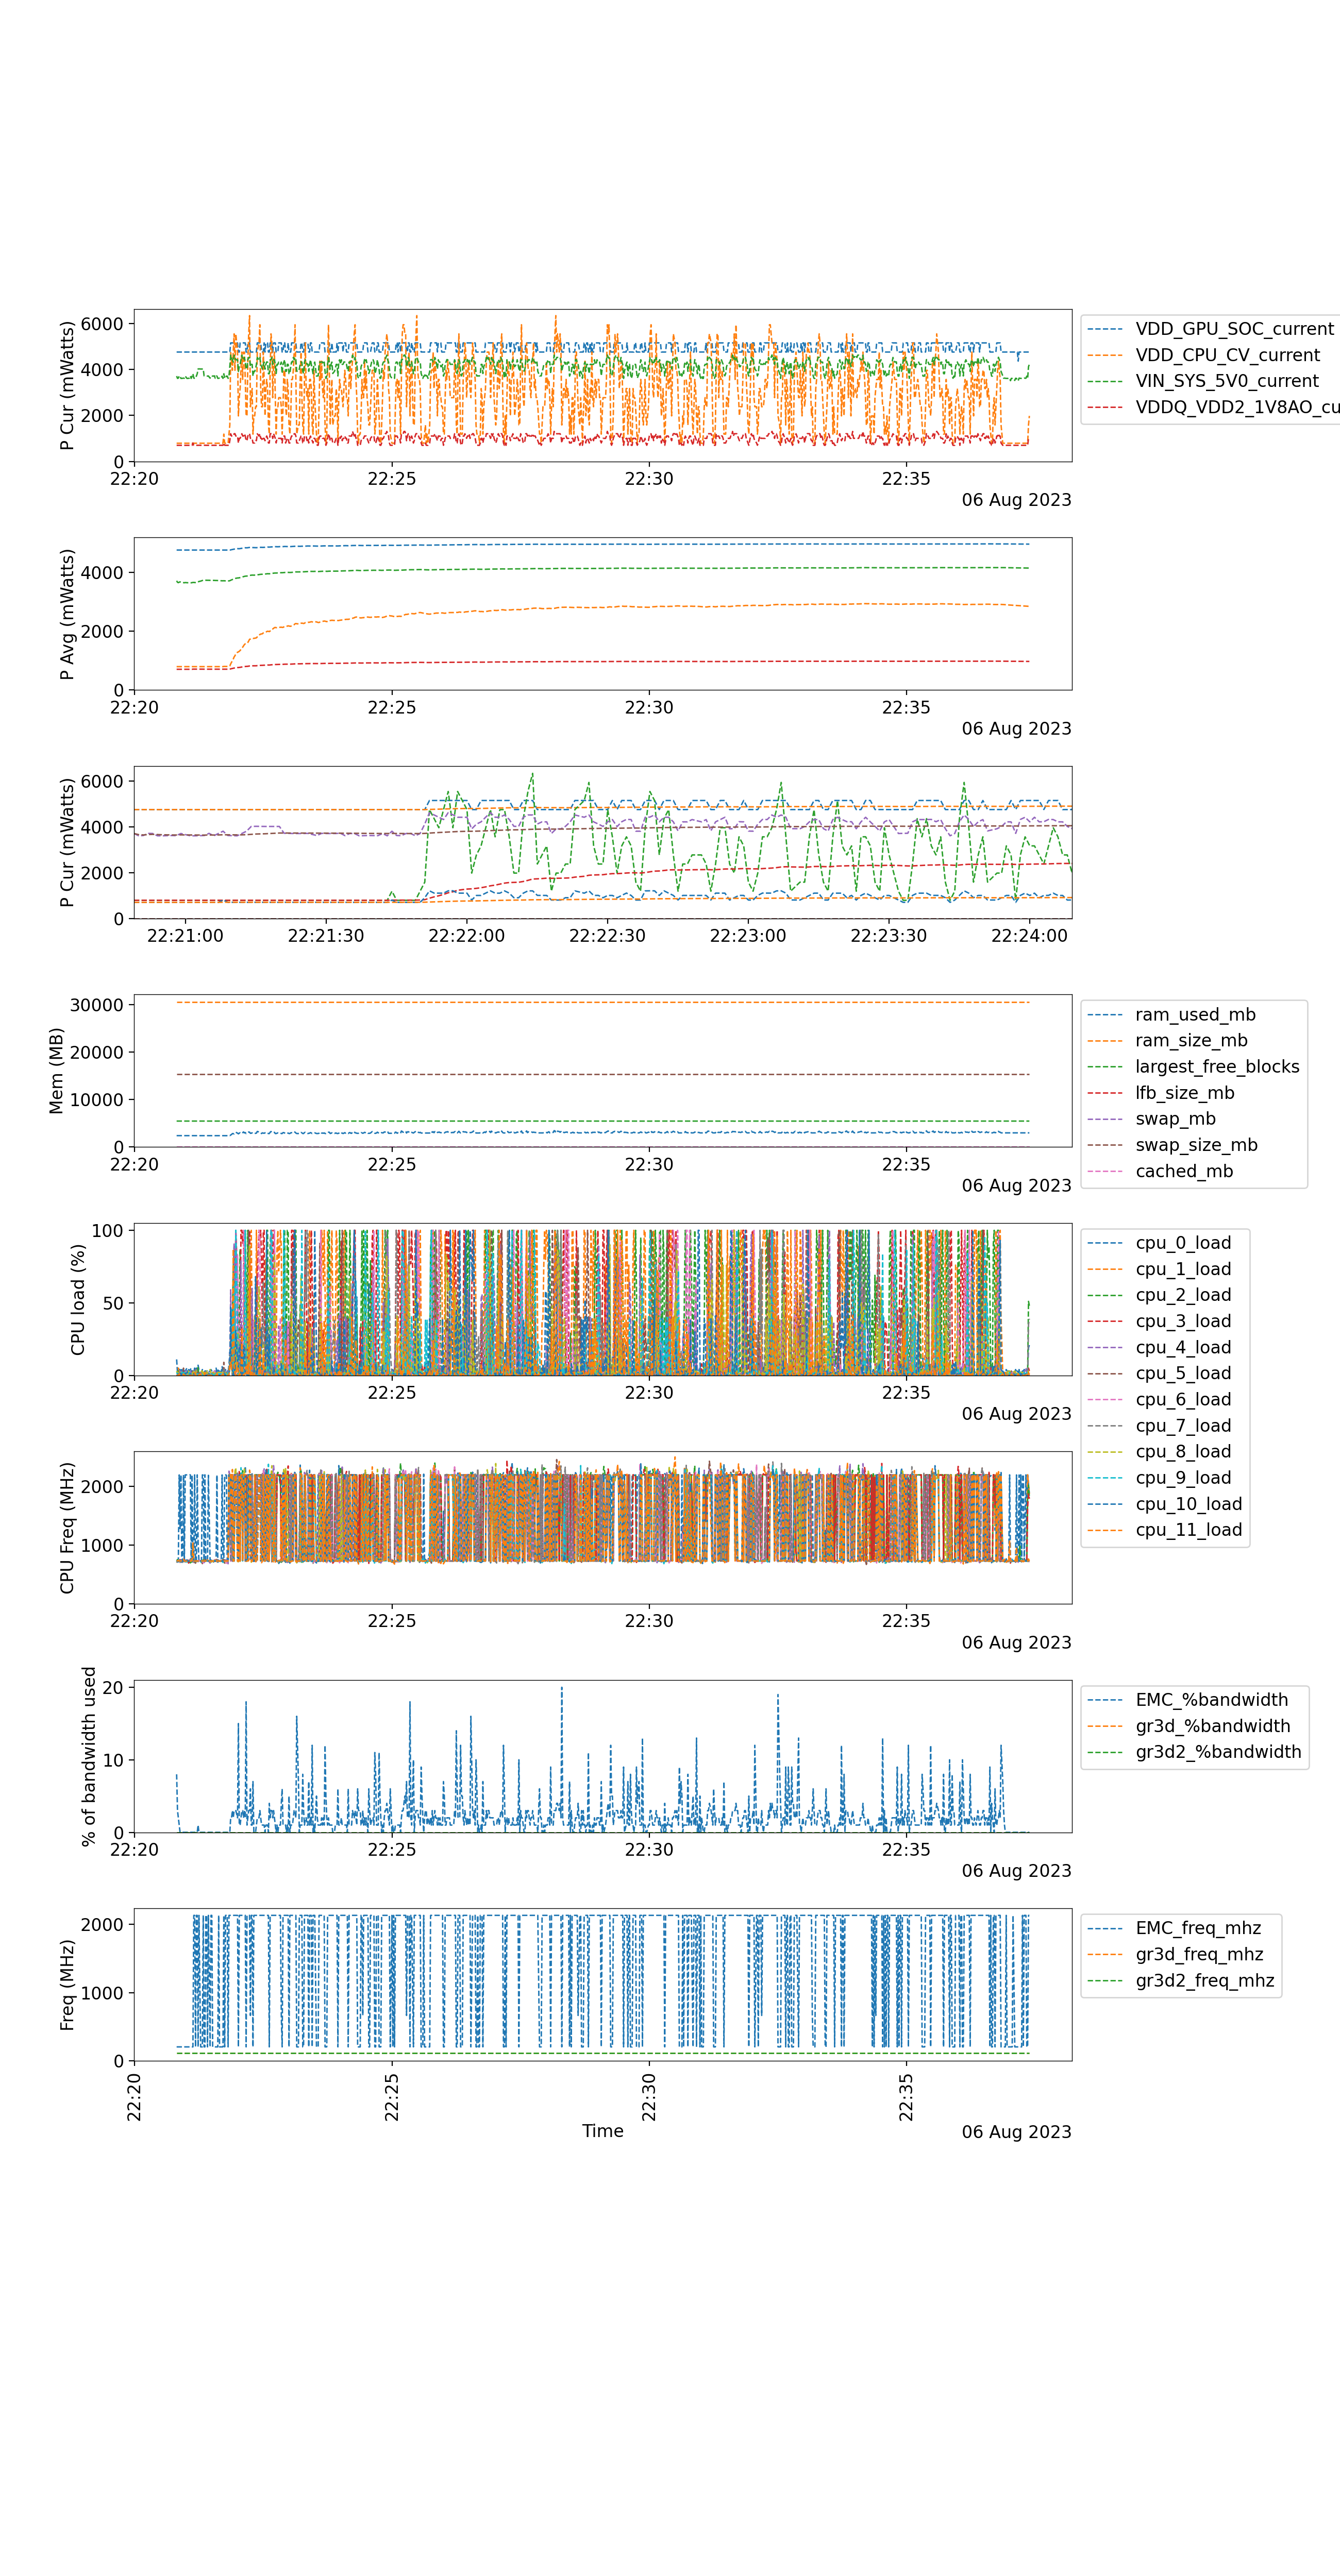 P Cur (mWatts)
6000
4000
2000
0
22:20 22:25 22:30 22:35
06 Aug 2023
VDD_GPU_SOC_current
VDD_CPU_CV_current
VIN_SYS_5V0_current
VDDQ_VDD2_1V8AO_cu
P Avg (mWatts)
4000
2000
0
22:20 22:25 22:30 22:35
06 Aug 2023
P Cur (mWatts)
6000
4000
2000
0
22:21:00 22:21:30 22:22:00 22:22:30 22:23:00 22:23:30 22:24:00
Mem (MB)
30000
20000
10000
0
22:20 22:25 22:30 22:35
06 Aug 2023
ram_used_mb
ram_size_mb
largest_free_blocks
lfb_size_mb
swap_mb
swap_size_mb
cached_mb
CPU load (%)
100
50
0
22:20 22:25 22:30 22:35
06 Aug 2023
cpu_0_load
cpu_1_load
cpu_2_load
cpu_3_load
cpu_4_load
cpu_5_load
cpu_6_load
cpu_7_load
cpu_8_load
cpu_9_load
cpu_10_load
cpu_11_load
CPU Freq (MHz)
2000
1000
0
22:20 22:25 22:30 22:35
06 Aug 2023
% of bandwidth used
20
10
0
22:20 22:25 22:30 22:35
06 Aug 2023
EMC_%bandwidth
gr3d_%bandwidth
gr3d2_%bandwidth
Freq (MHz)
2000
1000
0
22:20 22:25 22:30 22:35
Time
06 Aug 2023
EMC_freq_mhz
gr3d_freq_mhz
gr3d2_freq_mhz